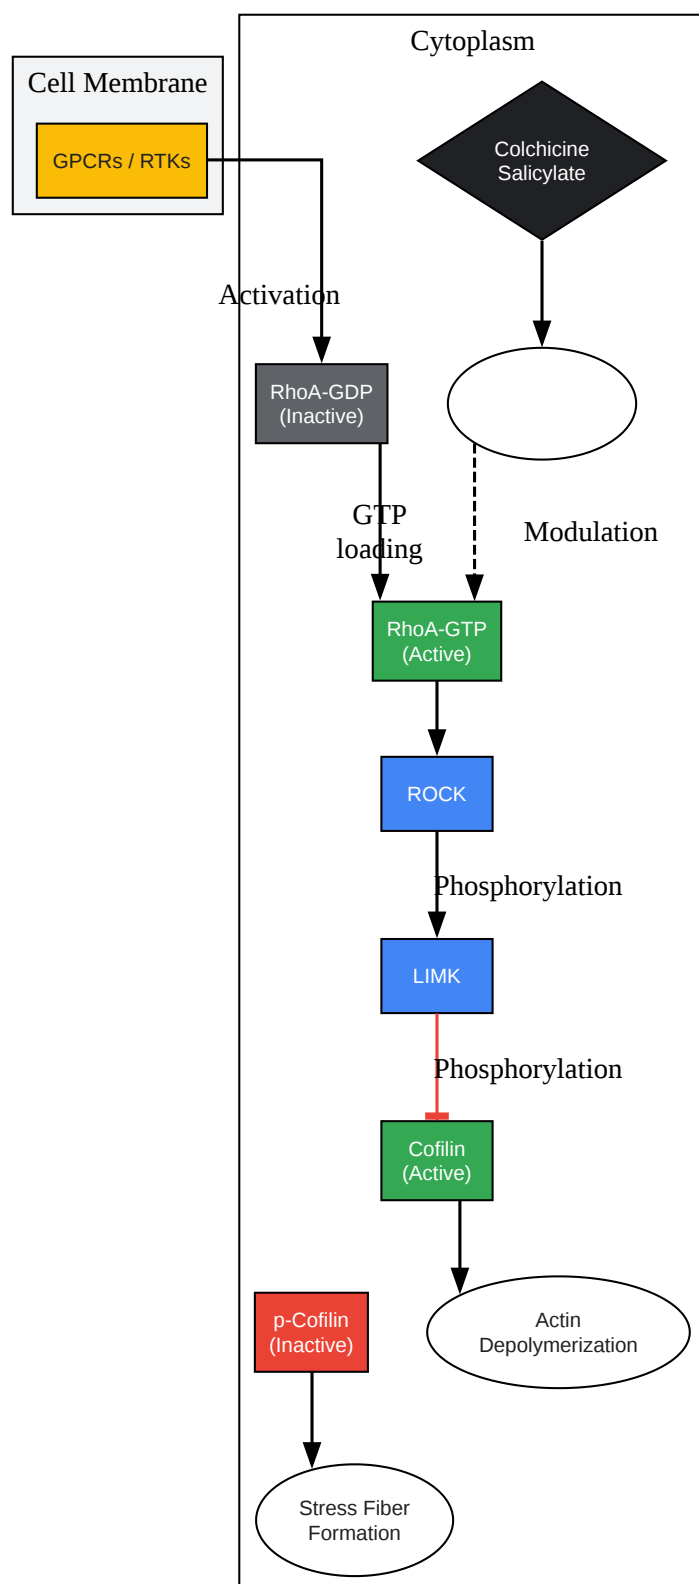 Cytoplasm
Cell Membrane
GPCRs / RTKs
Colchicine
Salicylate
Activation
RhoA-GDP
(Inactive)
GTP
loading
Modulation
RhoA-GTP
(Active)
ROCK
Phosphorylation
LIMK
Phosphorylation
Cofilin
(Active)
p-Cofilin
(Inactive)
Actin
Depolymerization
Stress Fiber
Formation